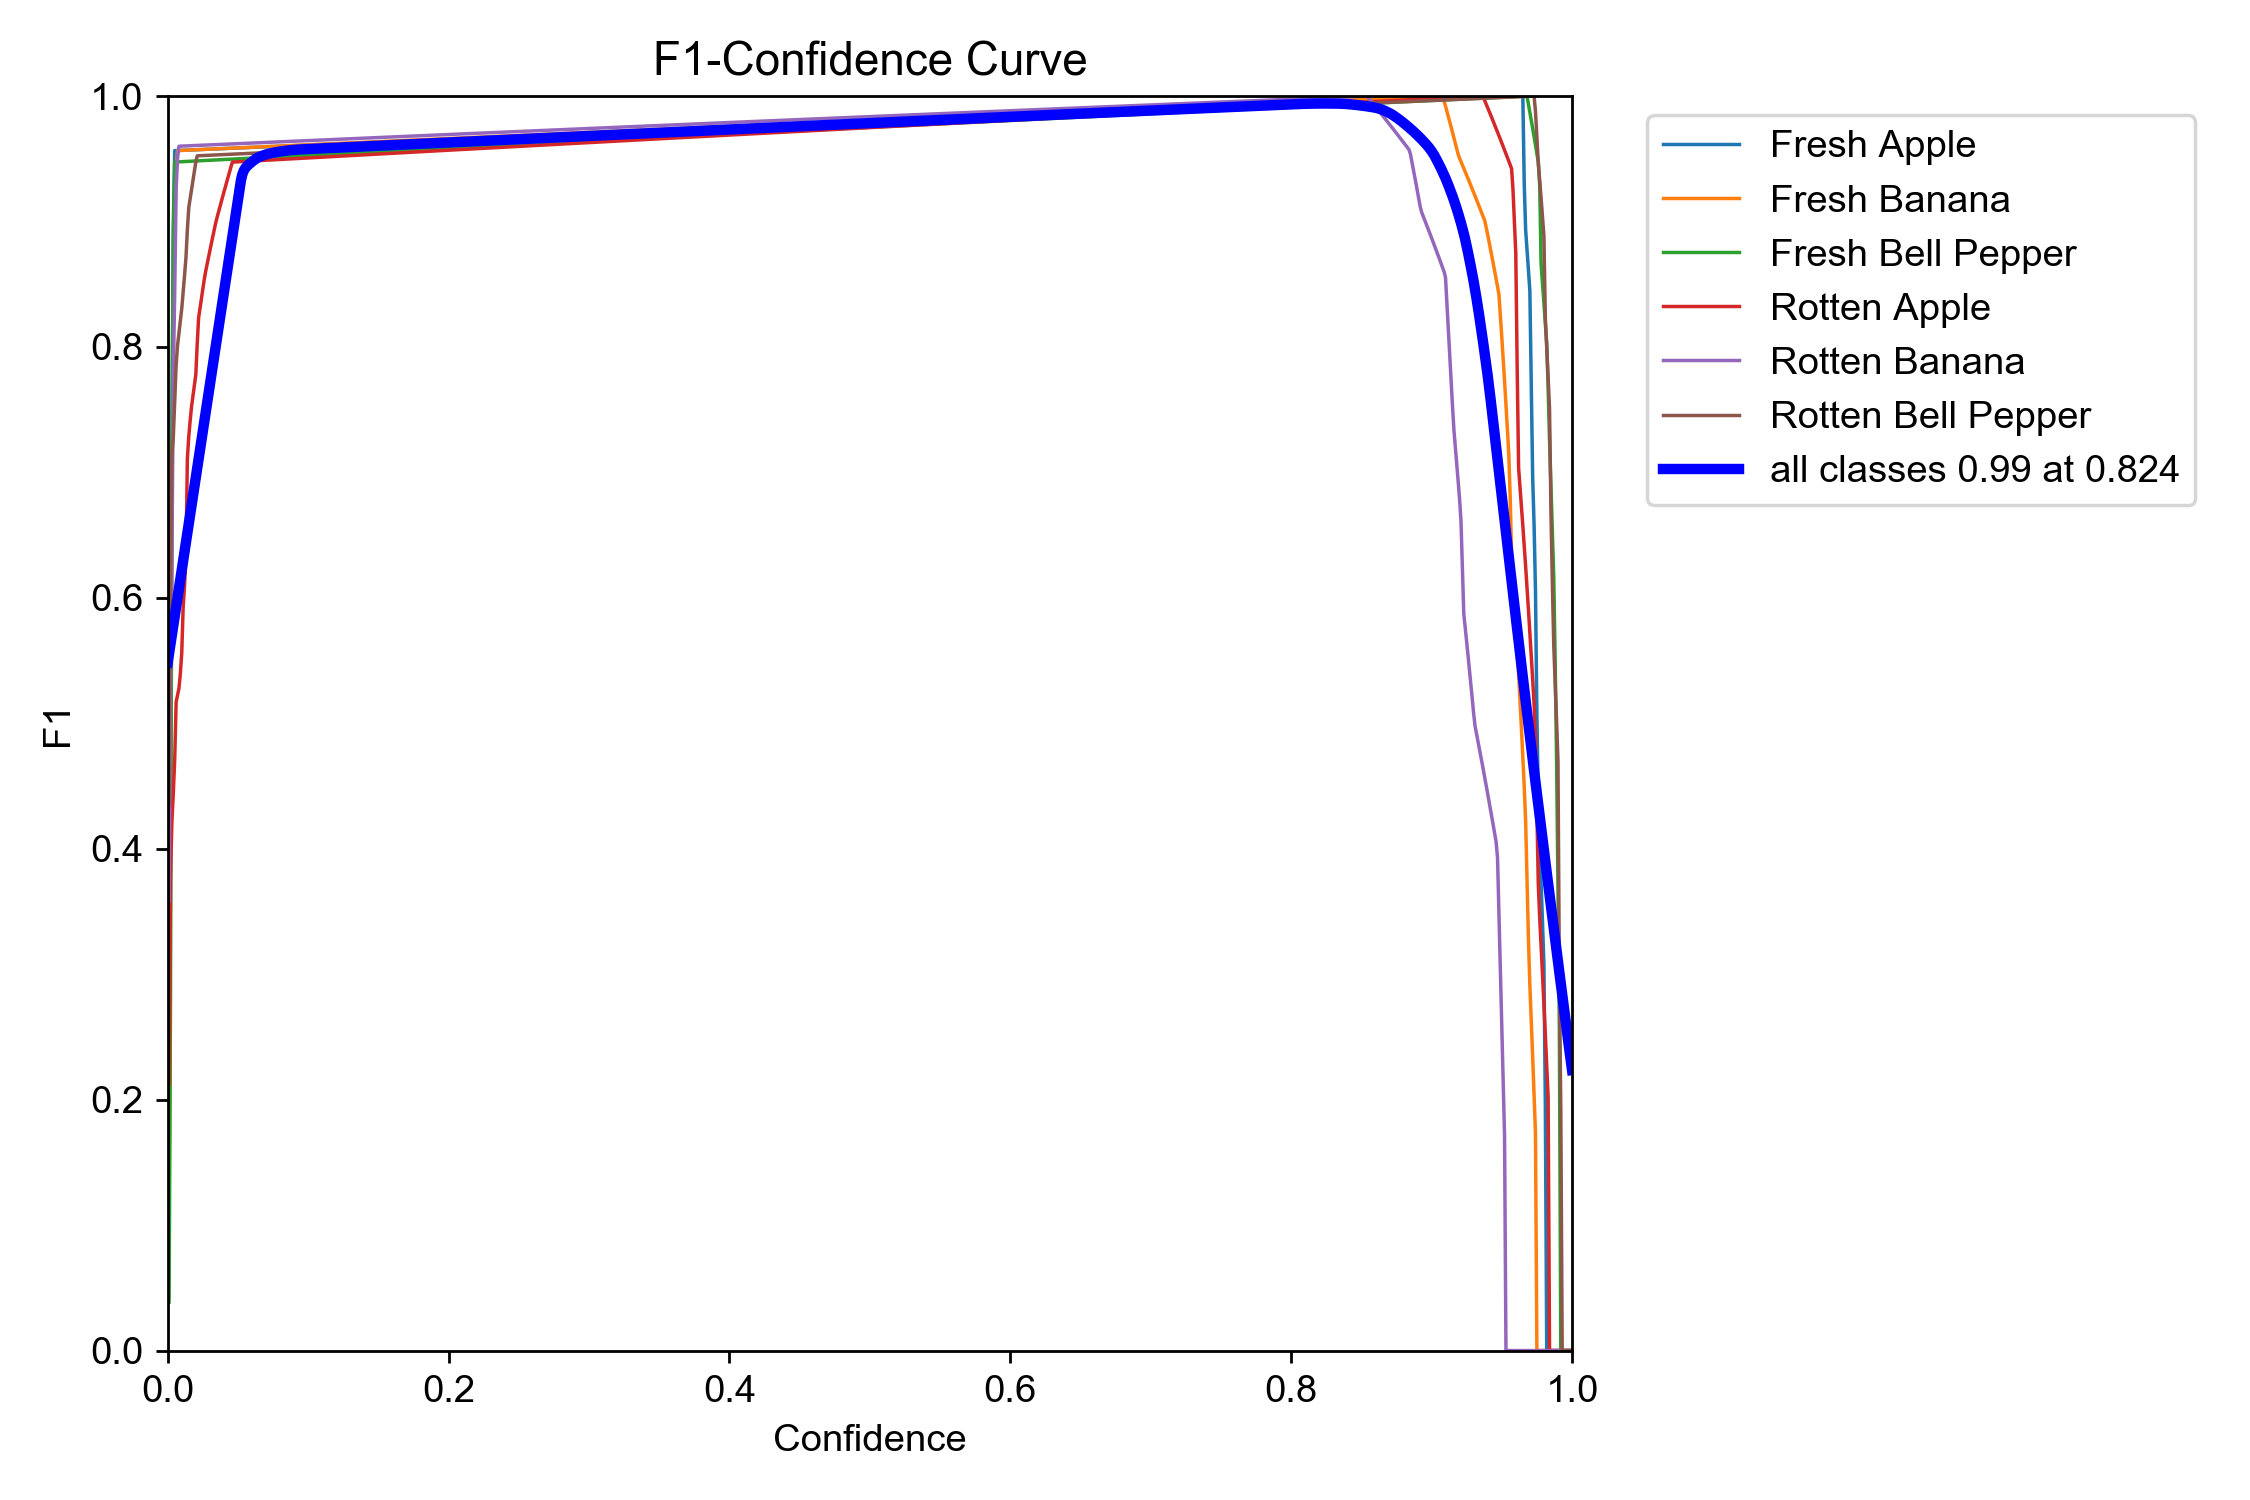 F1-Confidence Curve
1.0
0.8
0.6
0.4
0.2
0.0
F1
0.0 0.2 0.4 0.6 0.8 1.0
Confidence
Fresh Apple
Fresh Banana
Fresh Bell Pepper
Rotten Apple
Rotten Banana
Rotten Bell Pepper
all classes 0.99 at 0.824